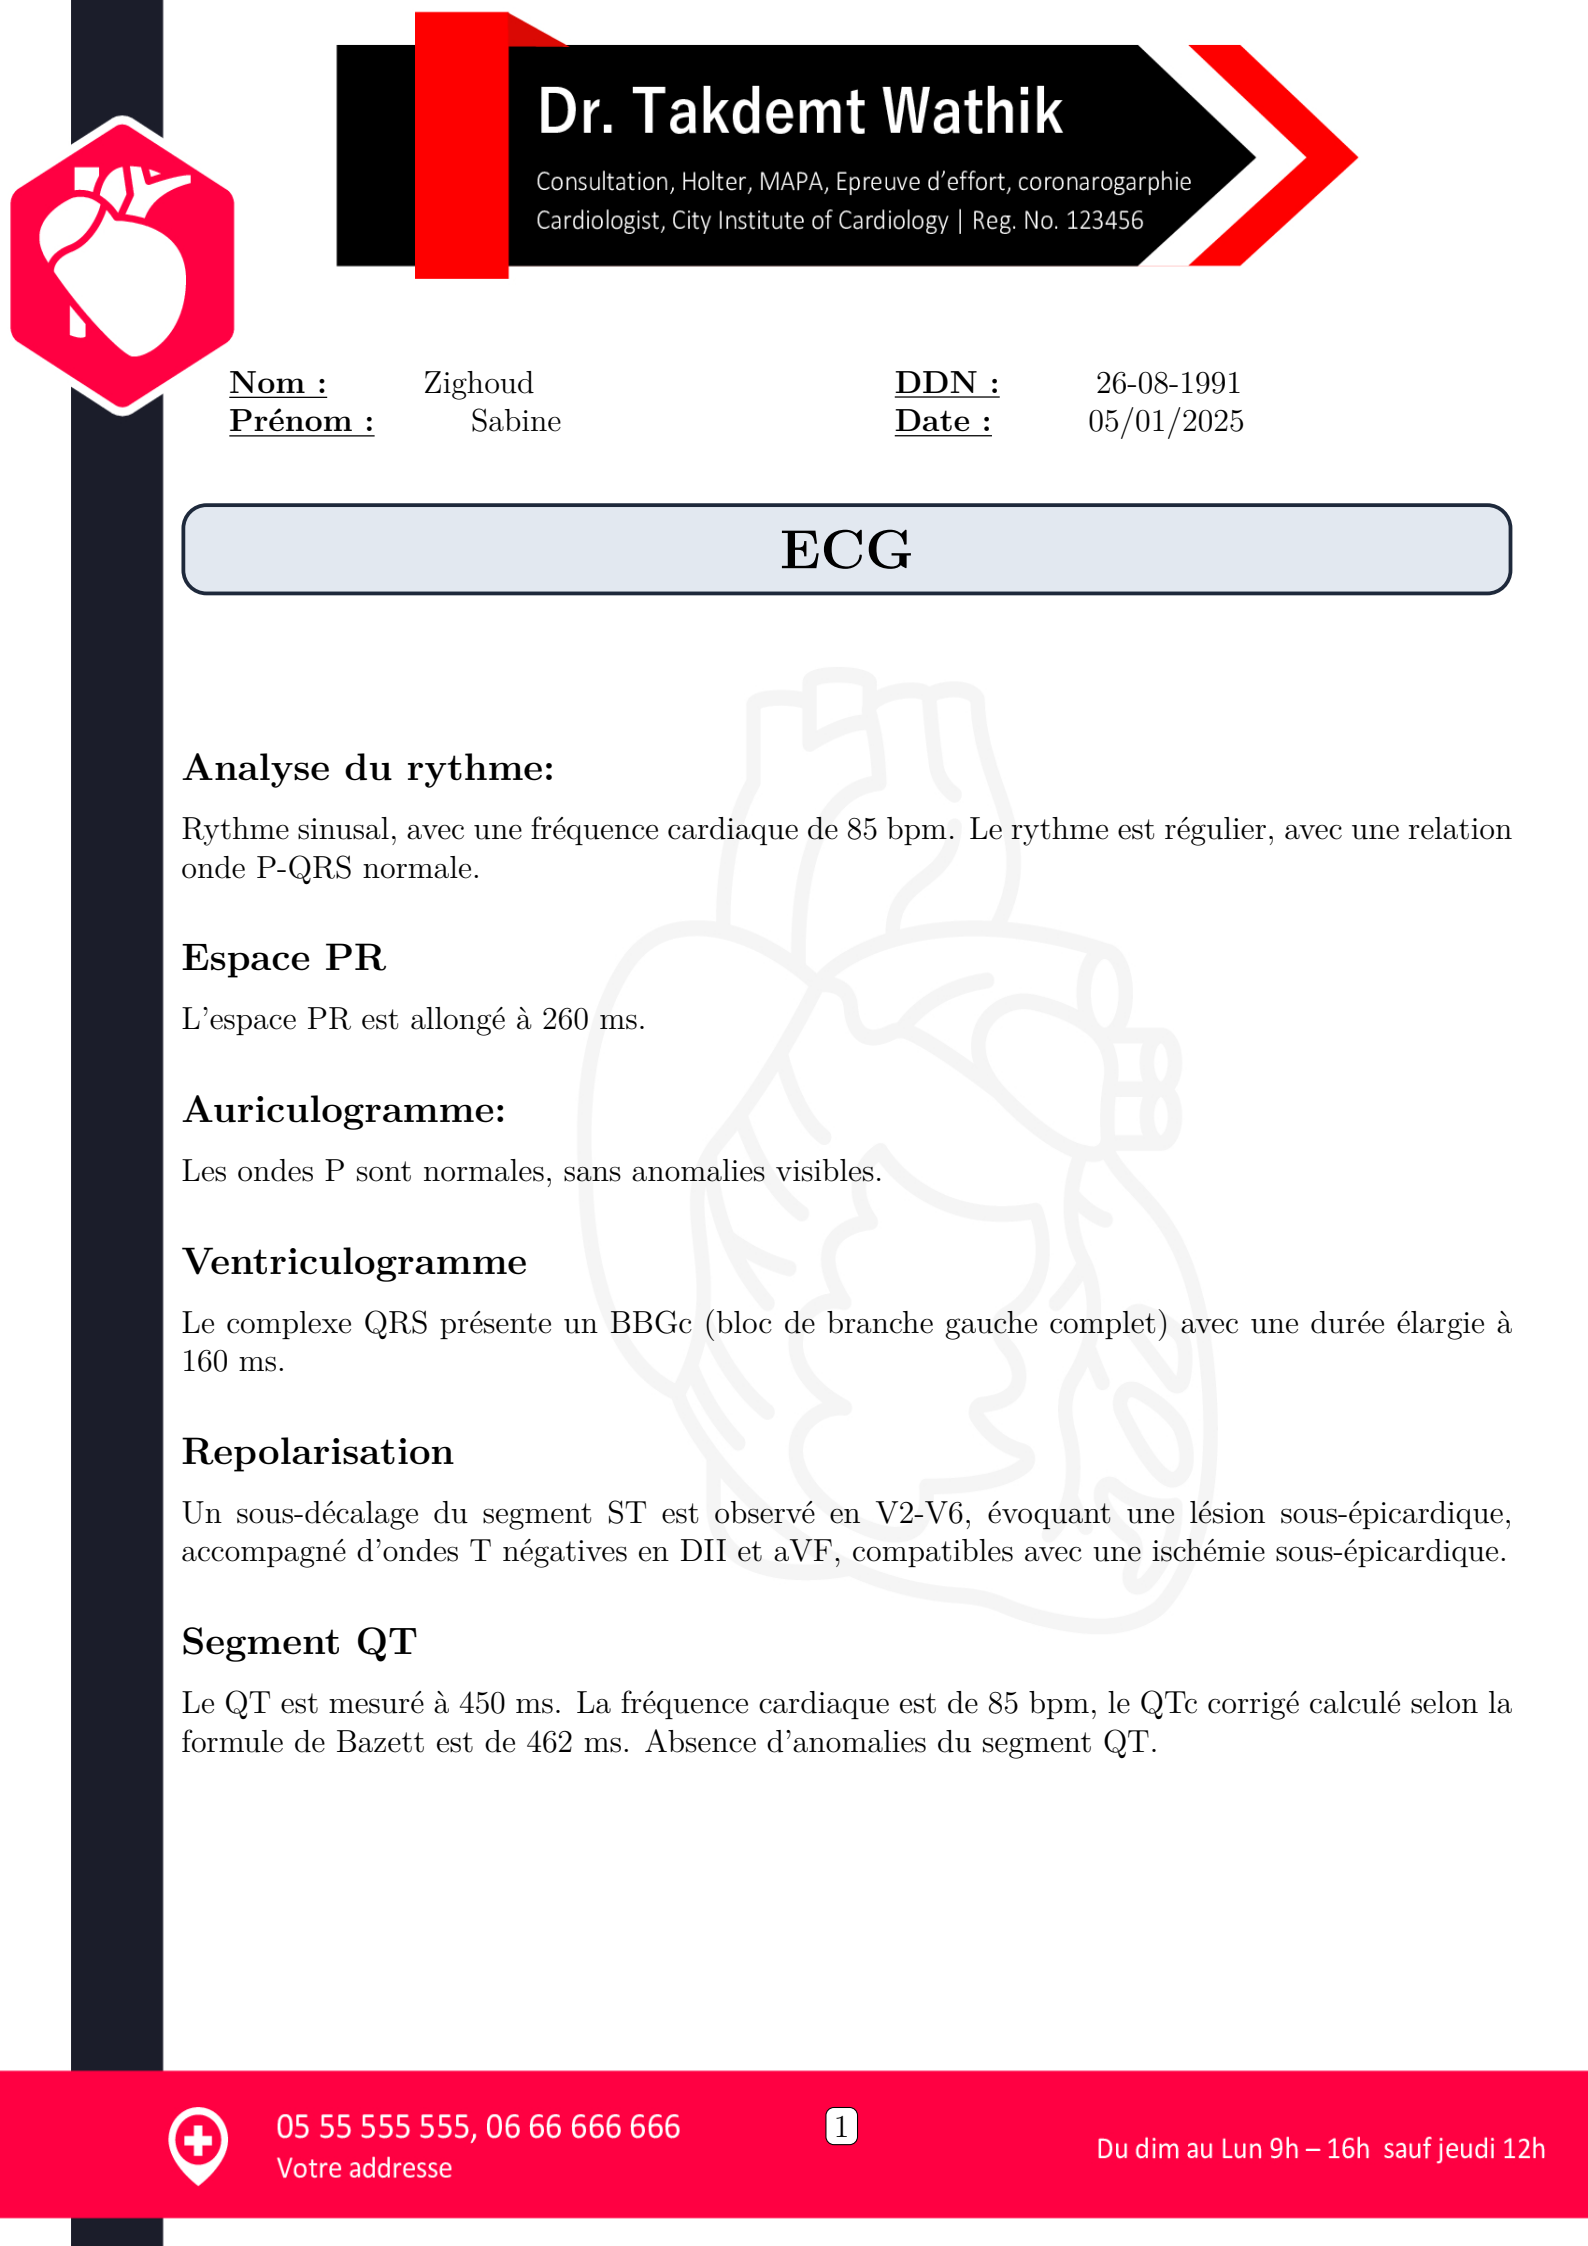 Dr. Takdemt Wathik
Consultation, Holter, MAPA, Epreuve d'effort, coronarogarphie
Cardiologist, City Institute of Cardiology | Reg. No. 123456
Nom : Zighoud DDN : 26-08-1991
Prénom : Sabine Date : 05/01/2025
ECG
Analyse du rythme:
Rythme sinusal, avec une fréquence cardiaque de 85 bpm. Le rythme est régulier, avec une relation
onde P-QRS normale.
Espace PR
L'espace PR est allongé à 260 ms.
Auriculogramme:
Les ondes P sont normales, sans anomalies visibles.
Ventriculogramme
Le complexe QRS présente un BBGc (bloc de branche gauche complet) avec une durée élargie à
160 ms.
Repolarisation
Un sous-décalage du segment ST est observé en V2-V6, évoquant une lésion sous-épicardique,
accompagné d'ondes T négatives en DII et aVF, compatibles avec une ischémie sous-épicardique.
Segment QT
Le QT est mesuré à 450 ms. La fréquence cardiaque est de 85 bpm, le QTc corrigé calculé selon la
formule de Bazett est de 462 ms. Absence d'anomalies du segment QT.
05 55 555 555, 06 66 666 666
Votre addresse
1
Du dim au Lun 9h – 16h sauf jeudi 12h